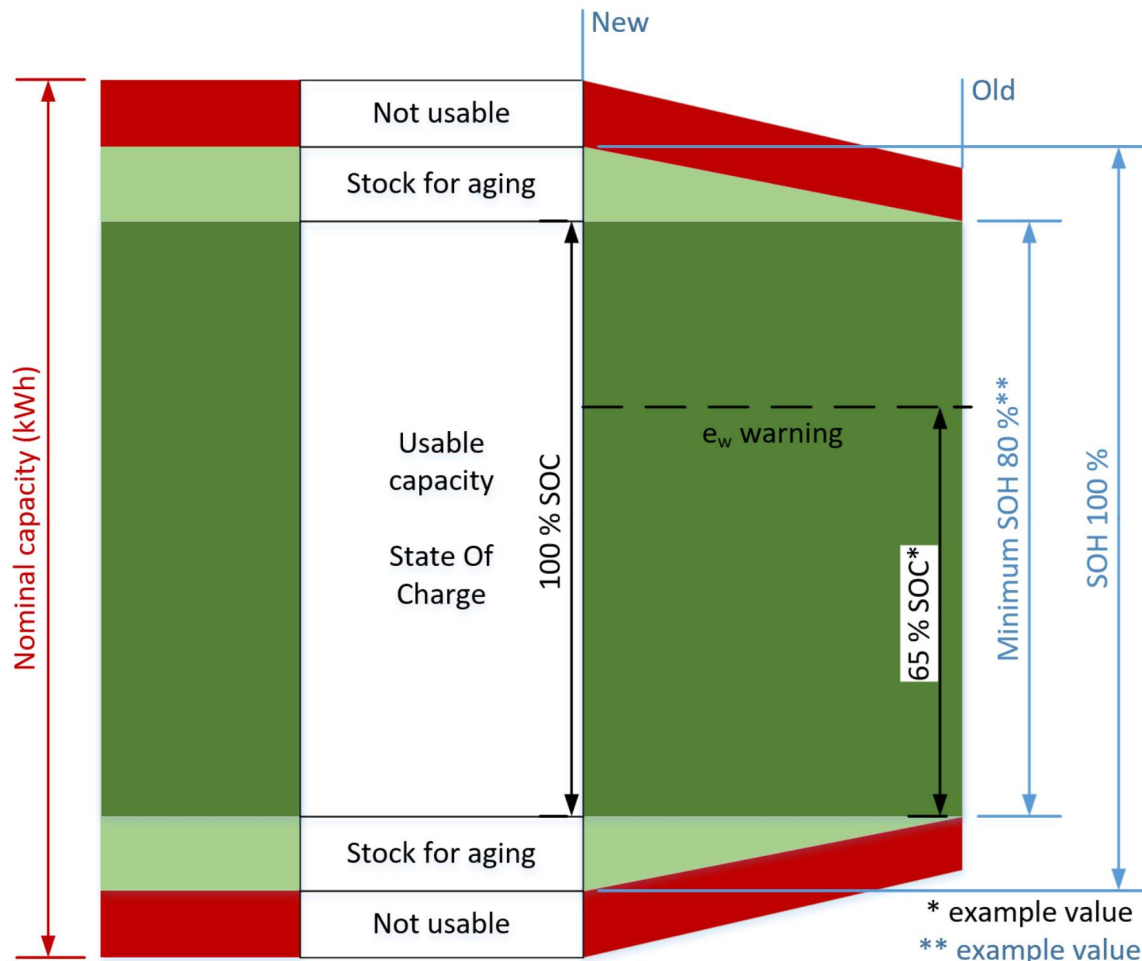 New
Old
Not usable
Stock for aging
Nominal capacity (kWh)
Usable
capacity
State Of
Charge
100 % SOC
e_w warning
65 % SOC*
Minimum SOH 80 %**
SOH 100 %
Stock for aging
Not usable
* example value
** example value